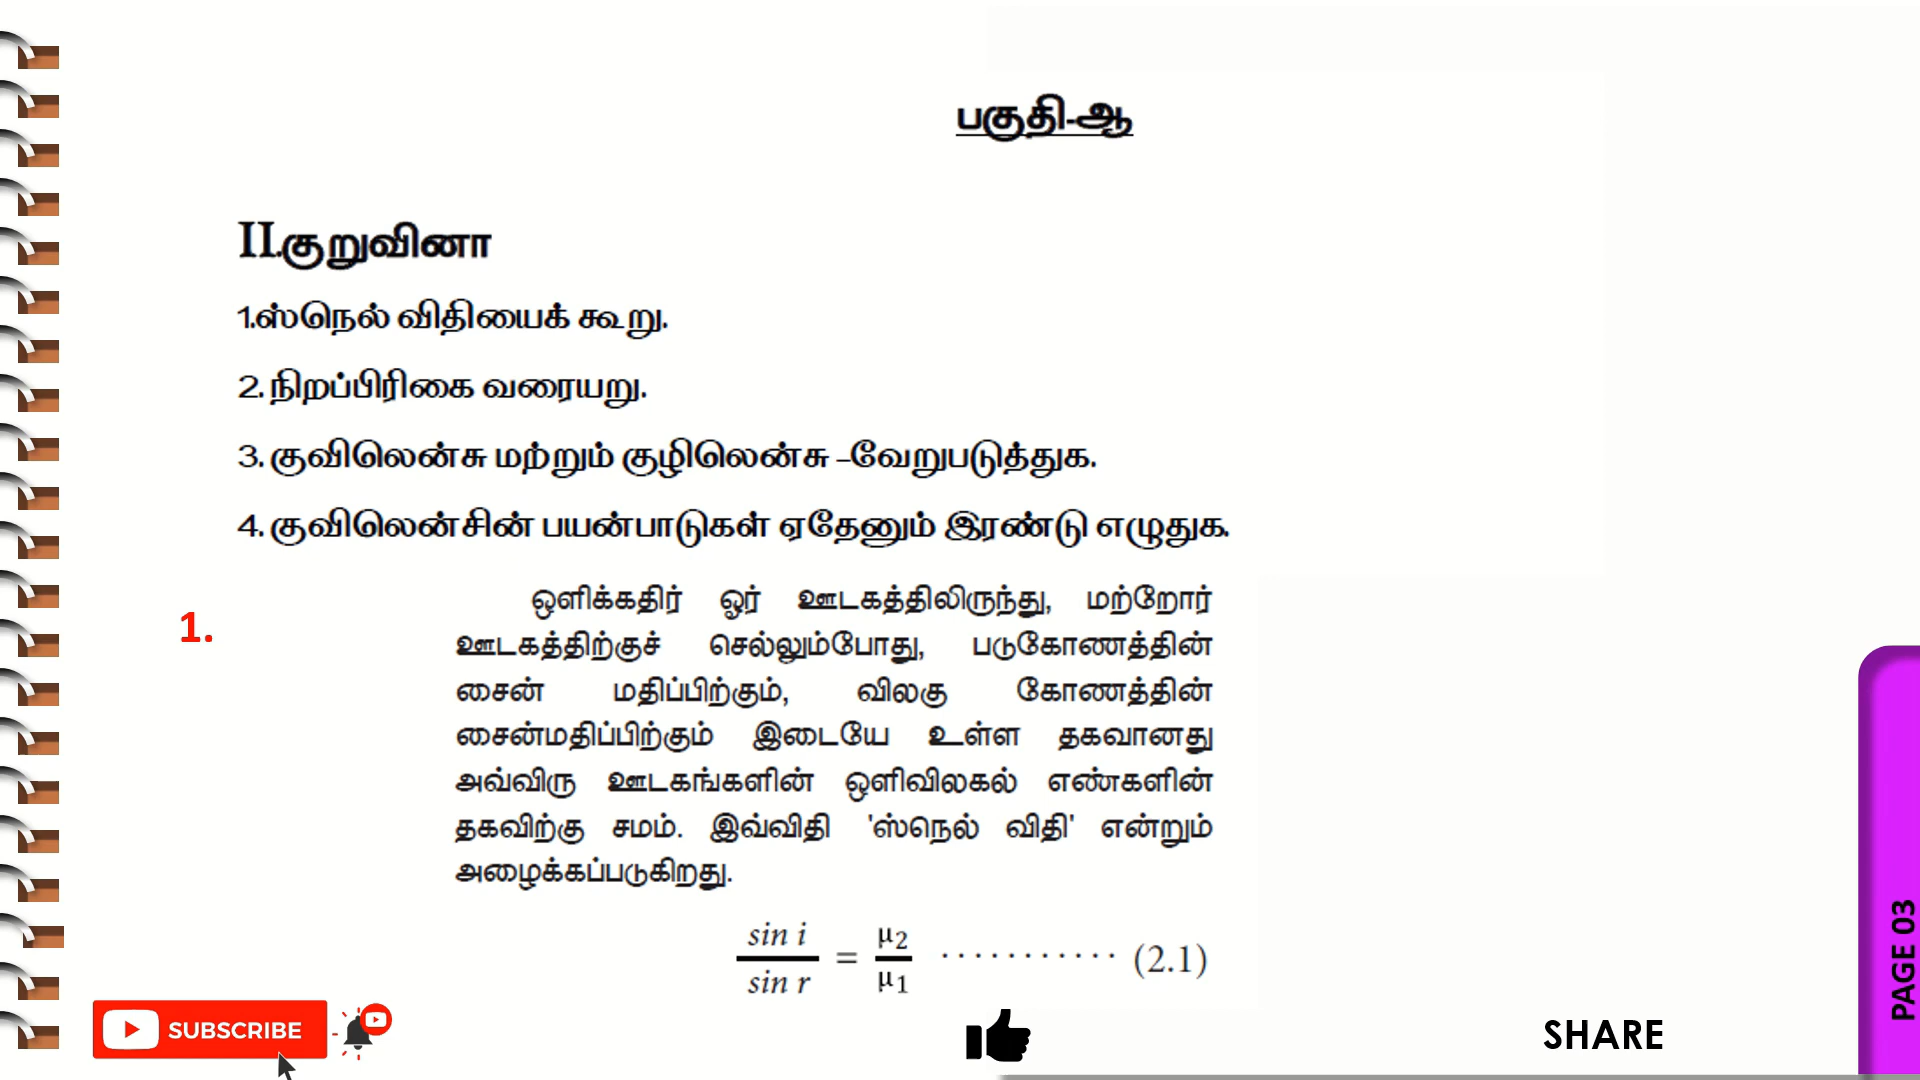 பகுதி-ஆ
II.குறுவினா
1.ஸ்நெல் விதியைக் கூறு.
2. நிறப்பிரிகை வரையறு.
3. குவிலென்சு மற்றும் குழிலென்சு –வேறுபடுத்துக.
4. குவிலென்சின் பயன்பாடுகள் ஏதேனும் இரண்டு எழுதுக.
1.
ஒளிக்கதிர் ஓர் ஊடகத்திலிருந்து, மற்றோர்
ஊடகத்திற்குச் செல்லும்போது, படுகோணத்தின்
சைன் மதிப்பிற்கும், விலகு கோணத்தின்
சைன்மதிப்பிற்கும் இடையே உள்ள தகவானது
அவ்விரு ஊடகங்களின் ஒளிவிலகல் எண்களின்
தகவிற்கு சமம். இவ்விதி 'ஸ்நெல் விதி' என்றும்
அழைக்கப்படுகிறது.
sin i / sin r = μ2 / μ1 ........... (2.1)
SUBSCRIBE
SHARE
PAGE 03